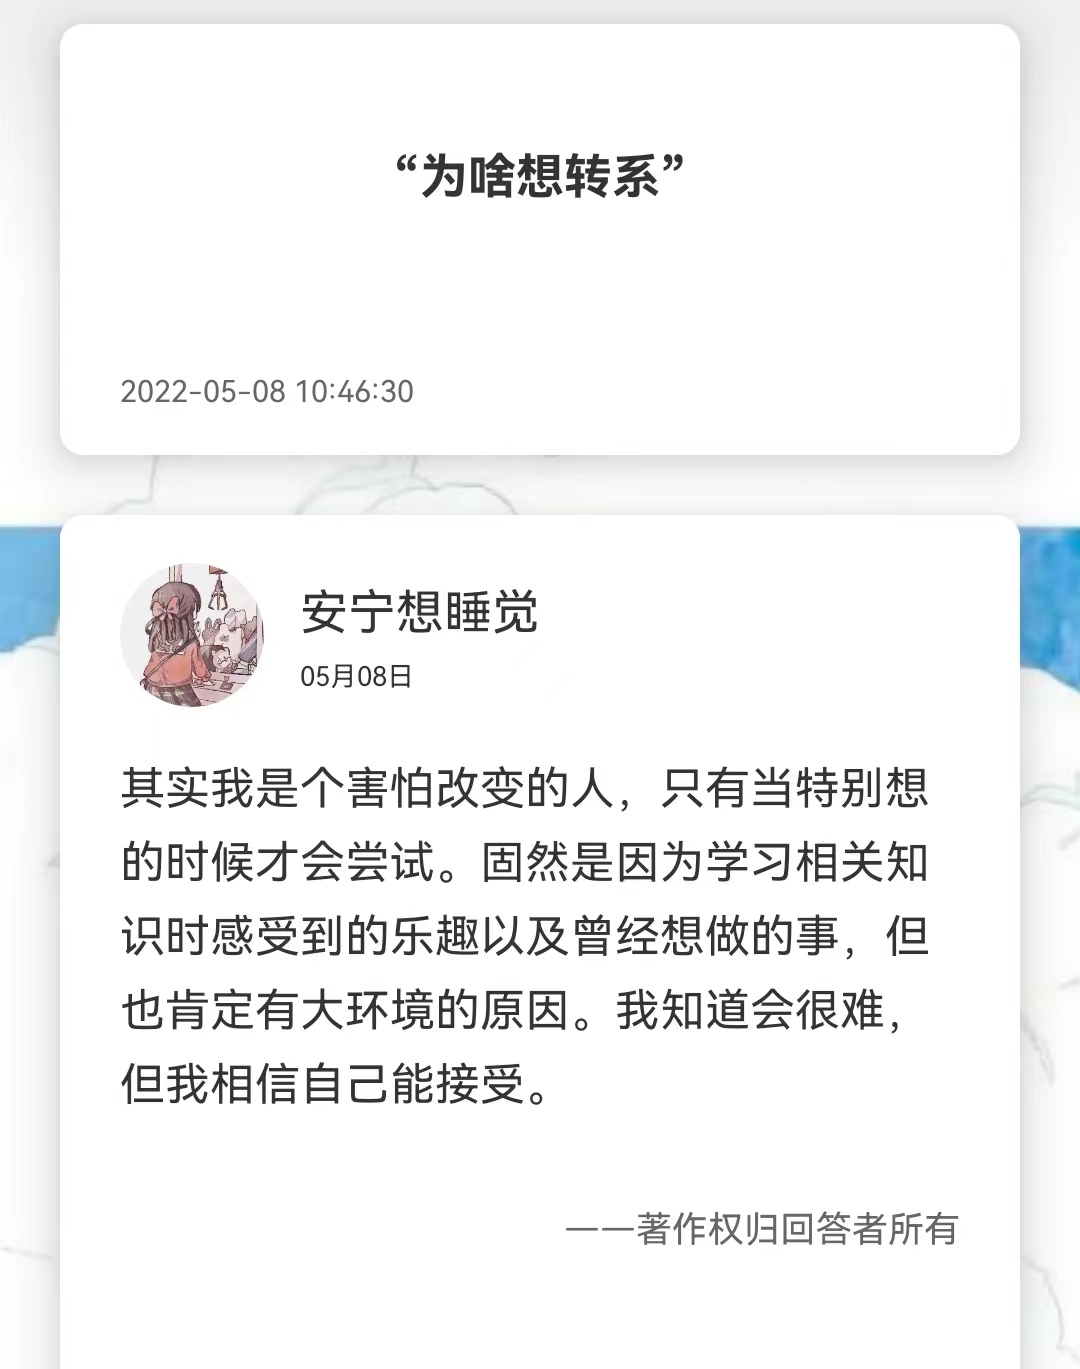 “为啥想转系”
2022-05-08 10:46:30
安宁想睡觉
05月08日
其实我是个害怕改变的人，只有当特别想
的时候才会尝试。固然是因为学习相关知
识时感受到的乐趣以及曾经想做的事，但
也肯定有大环境的原因。我知道会很难，
但我相信自己能接受。
——著作权归回答者所有